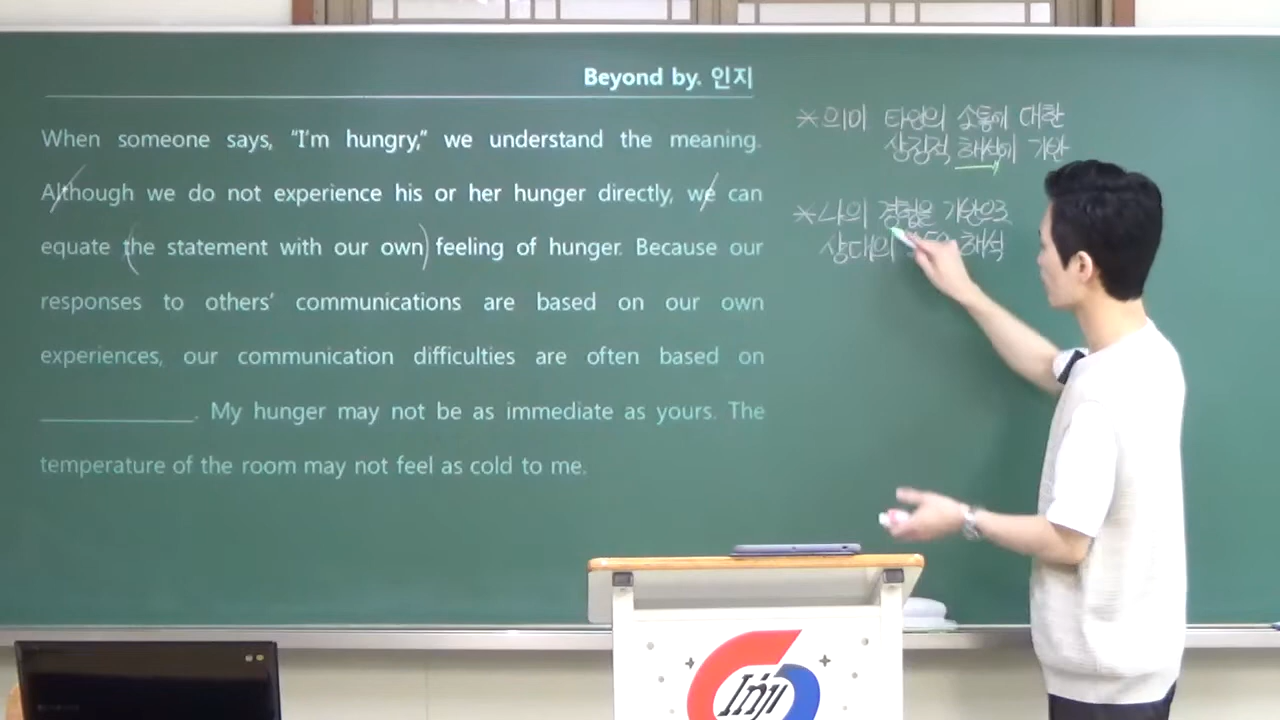 Beyond by. 인지
When someone says, “I’m hungry,” we understand the meaning.
Although we do not experience his or her hunger directly, we can
equate the statement with our own feeling of hunger. Because our
responses to others’ communications are based on our own
experiences, our communication difficulties are often based on
____________. My hunger may not be as immediate as yours. The
temperature of the room may not feel as cold to me.
*의미 타인의 소통에 대한
상징적 해석에 기반
*나의 경험을 기반으로
상대의 해석
Inji